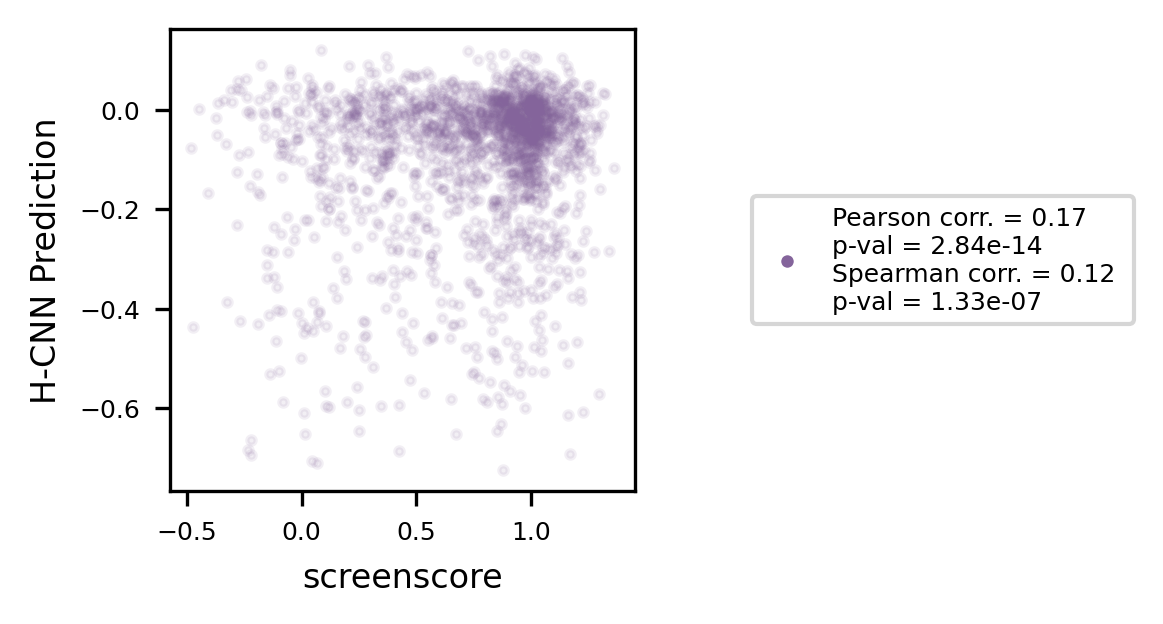 H-CNN Prediction
0.0
−0.2
−0.4
−0.6
−0.5 0.0 0.5 1.0
screenscore
Pearson corr. = 0.17
p-val = 2.84e-14
Spearman corr. = 0.12
p-val = 1.33e-07